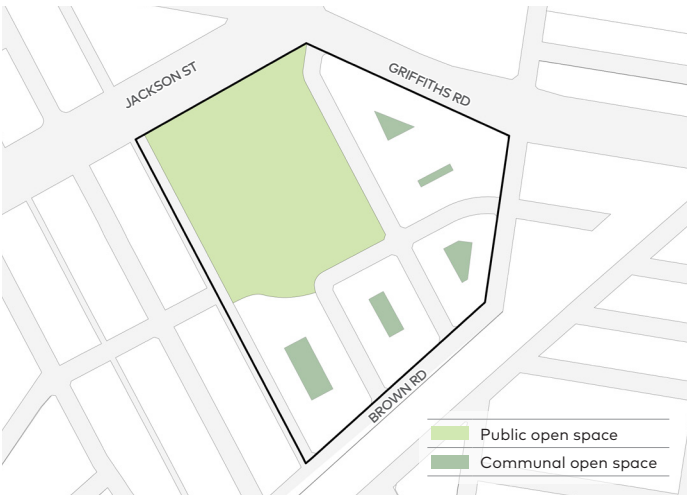 JACKSON ST
GRIFFITHS RD
BROWN RD
Public open space
Communal open space